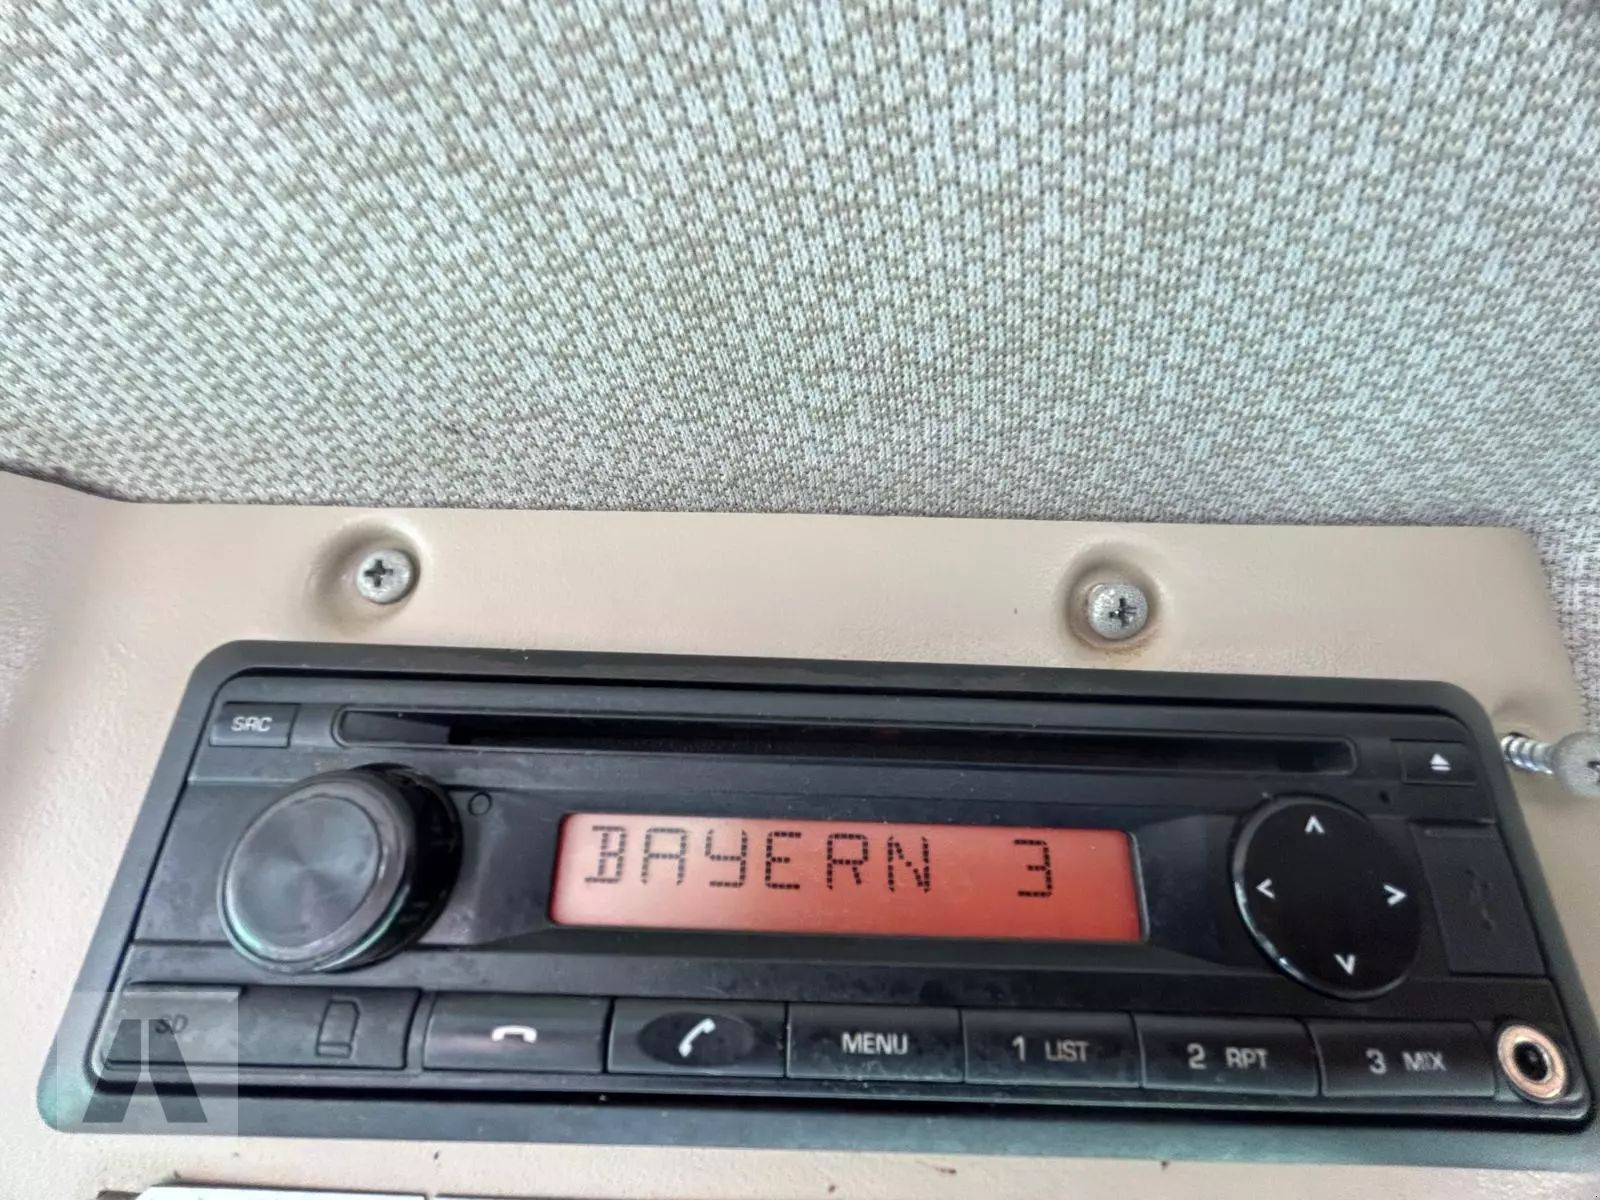 SRC
BAYERN 3
SD
MENU
1 LIST
2 RPT
3 MIX